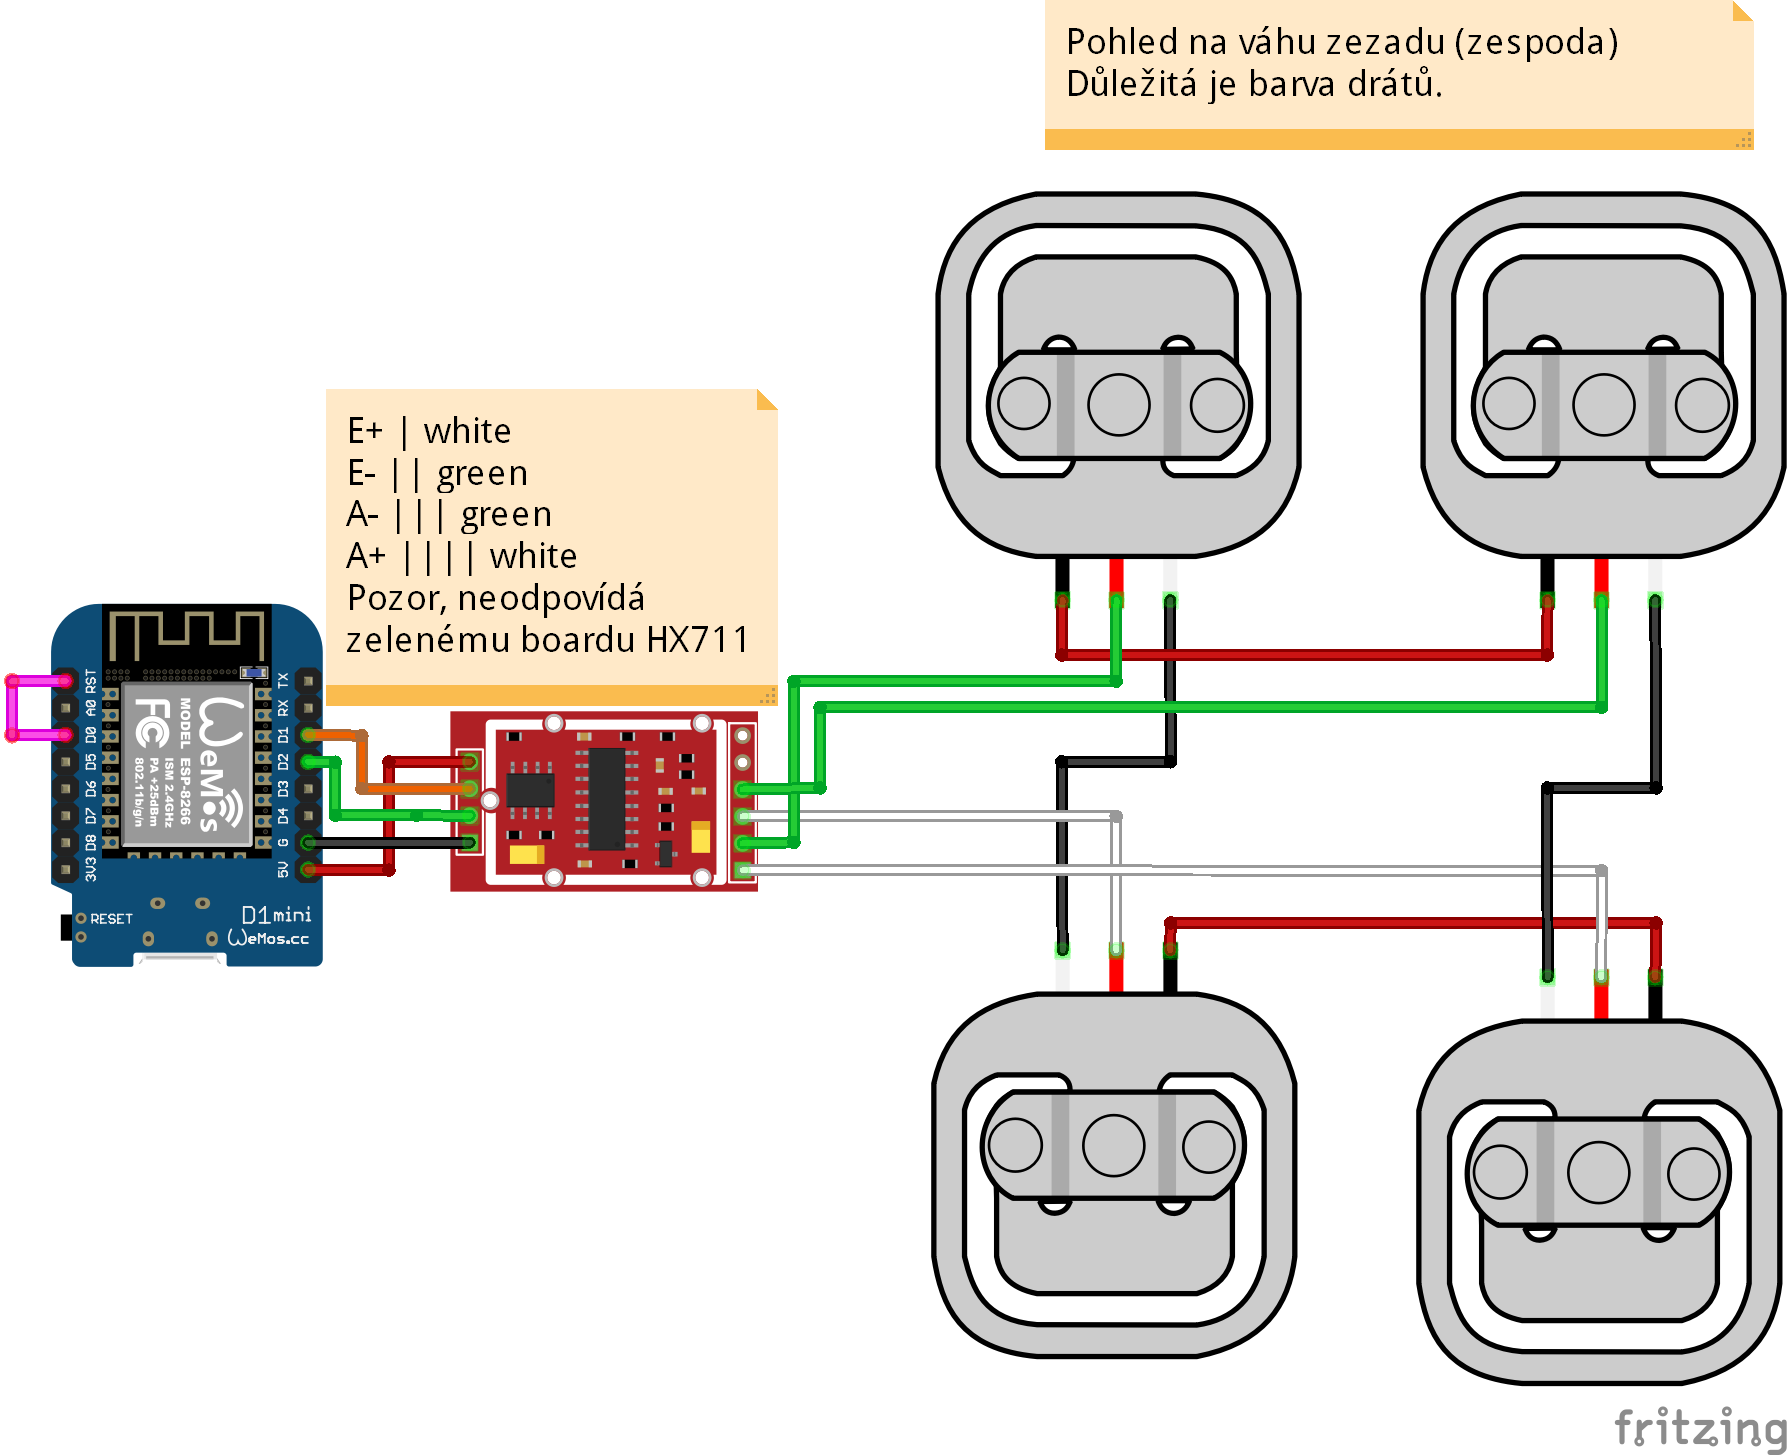 Pohled na váhu zezadu (zespoda)
Důležitá je barva drátů.
E+ | white
E- || green
A- ||| green
A+ |||| white
Pozor, neodpovídá
zelenému boardu HX711
RST
A0
D0
D5
D6
D7
D8
3V3
TX
RX
D1
D2
D3
D4
G
5V
WeMos
FC
MODEL ESP-8266
ISM 2.4GHz
PA +25dBm
802.11b/g/n
RESET
D1 mini
WeMos.cc
fritzing